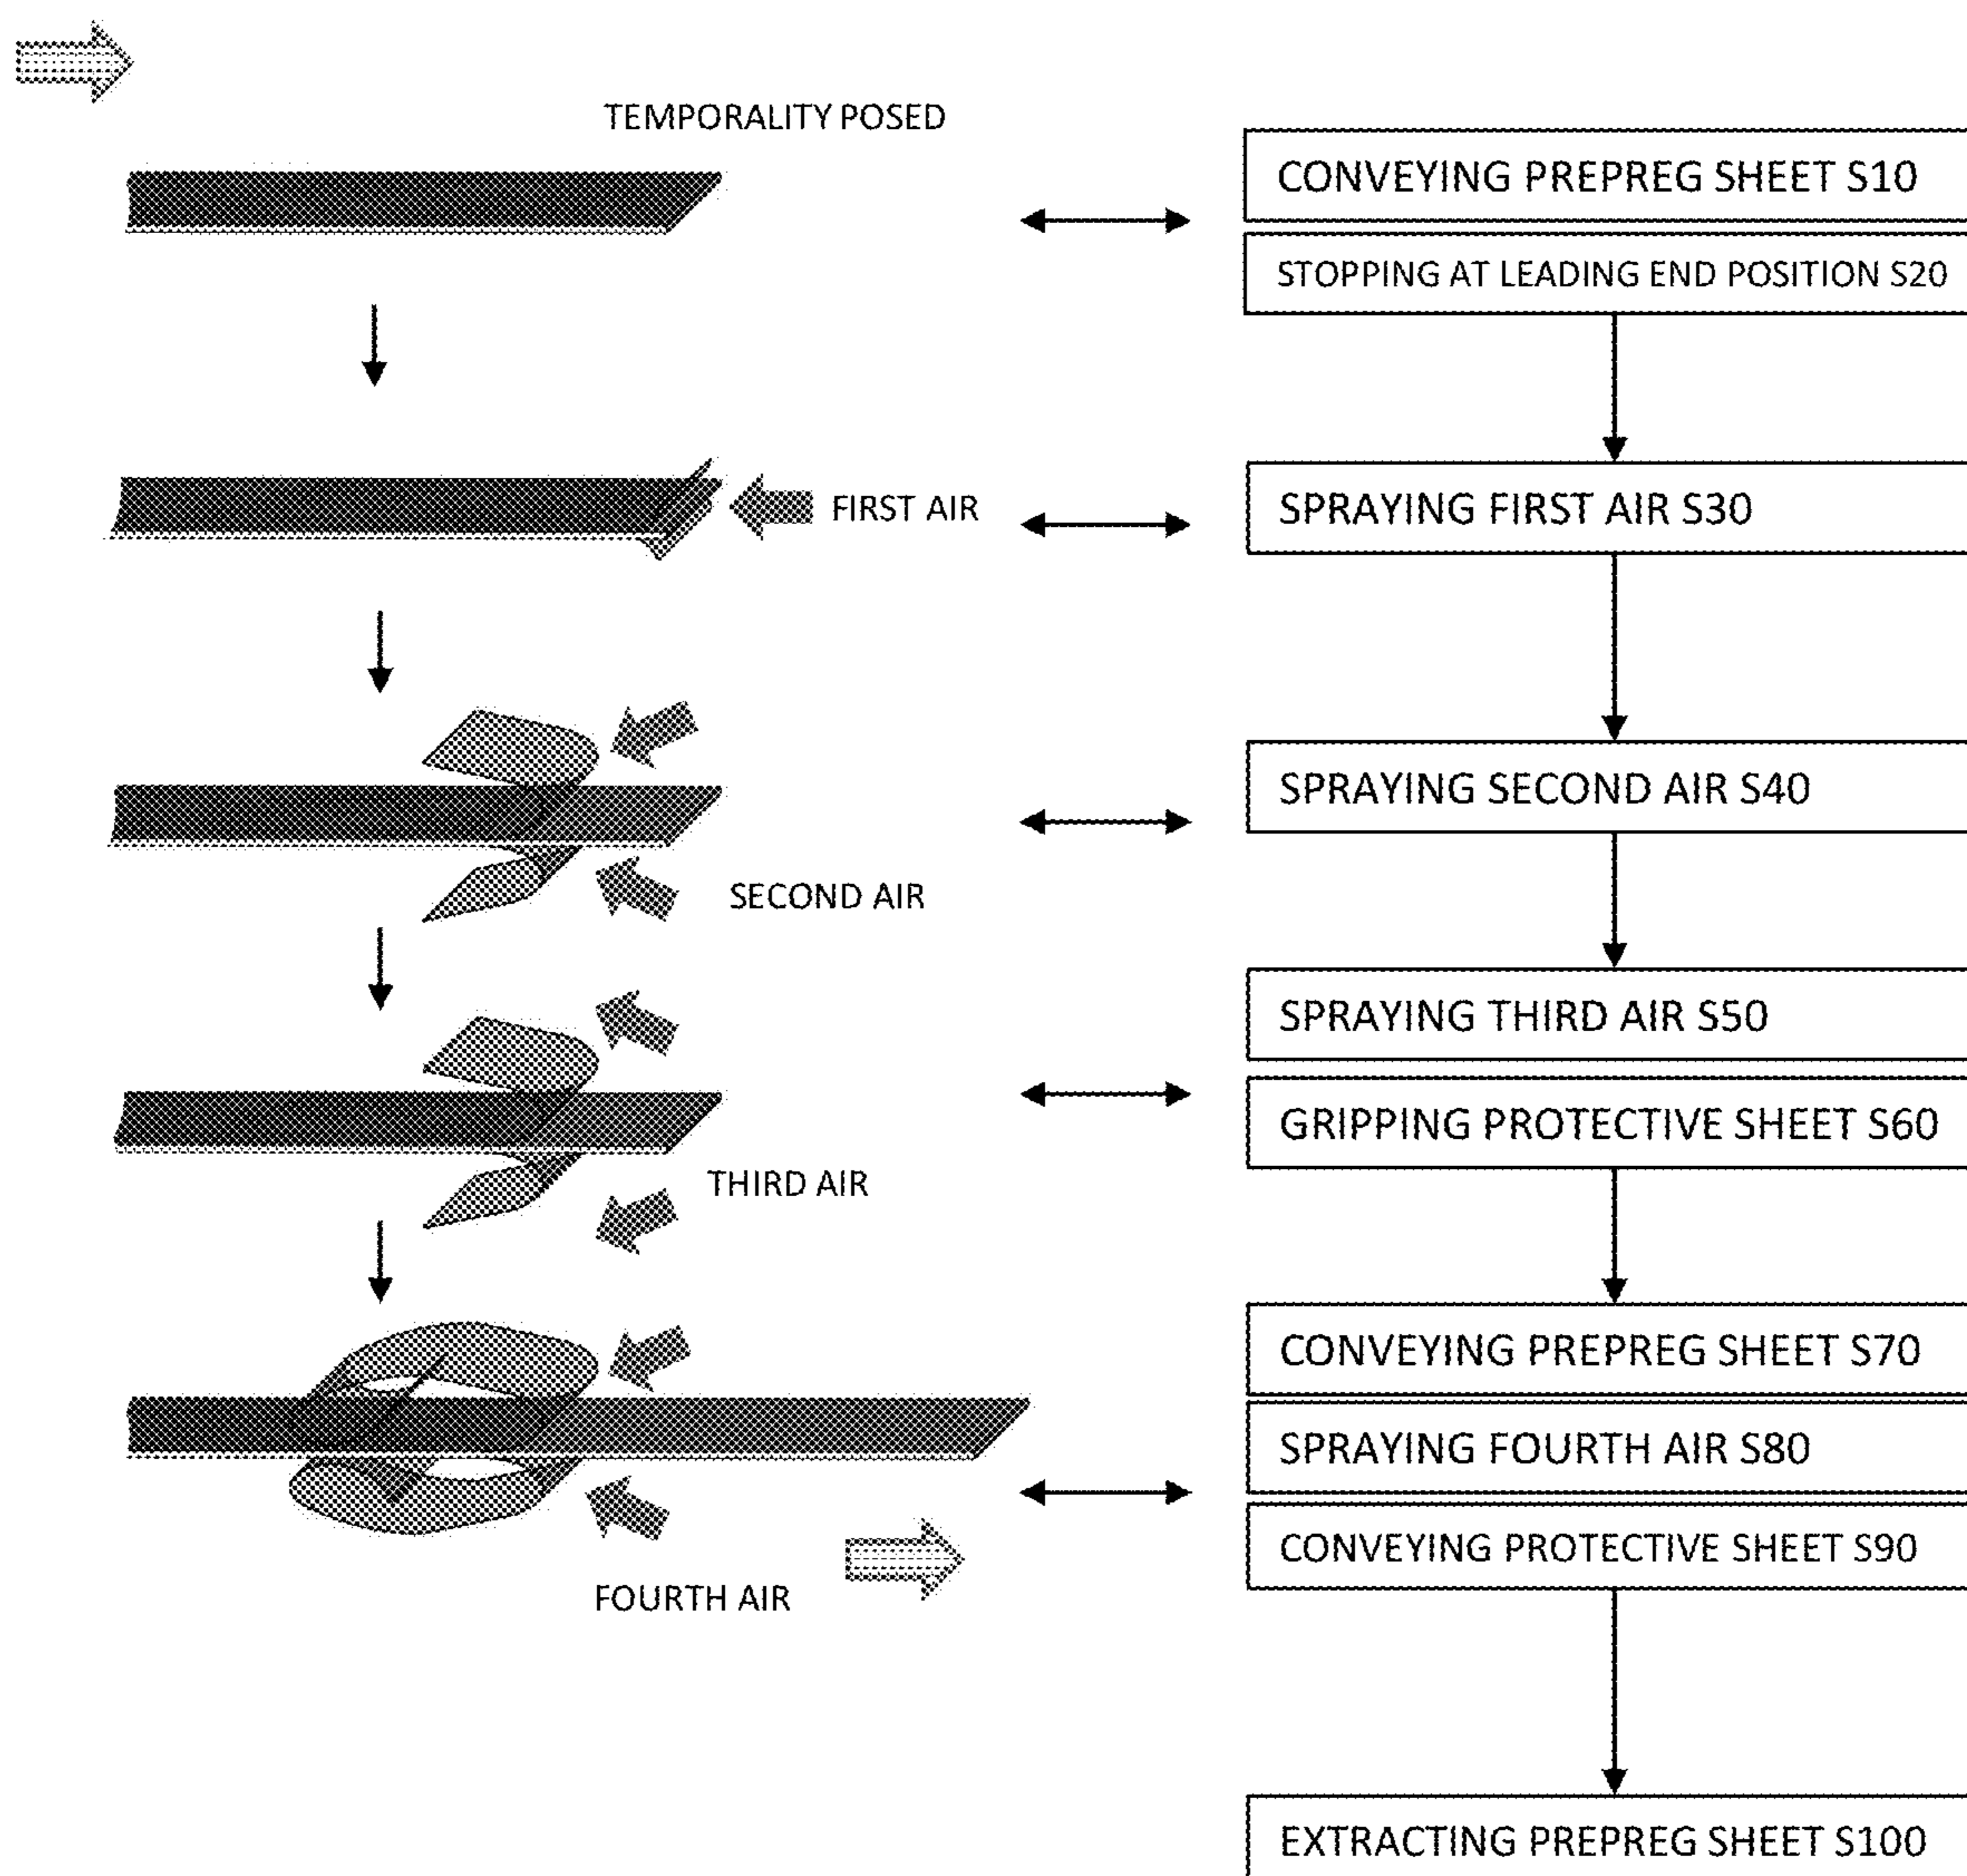 TEMPORALITY POSED
CONVEYING PREPREG SHEET S10
STOPPING AT LEADING END POSITION S20
FIRST AIR
SPRAYING FIRST AIR S30
SPRAYING SECOND AIR S40
SECOND AIR
SPRAYING THIRD AIR S50
GRIPPING PROTECTIVE SHEET S60
THIRD AIR
CONVEYING PREPREG SHEET S70
SPRAYING FOURTH AIR S80
CONVEYING PROTECTIVE SHEET S90
FOURTH AIR
EXTRACTING PREPREG SHEET S100